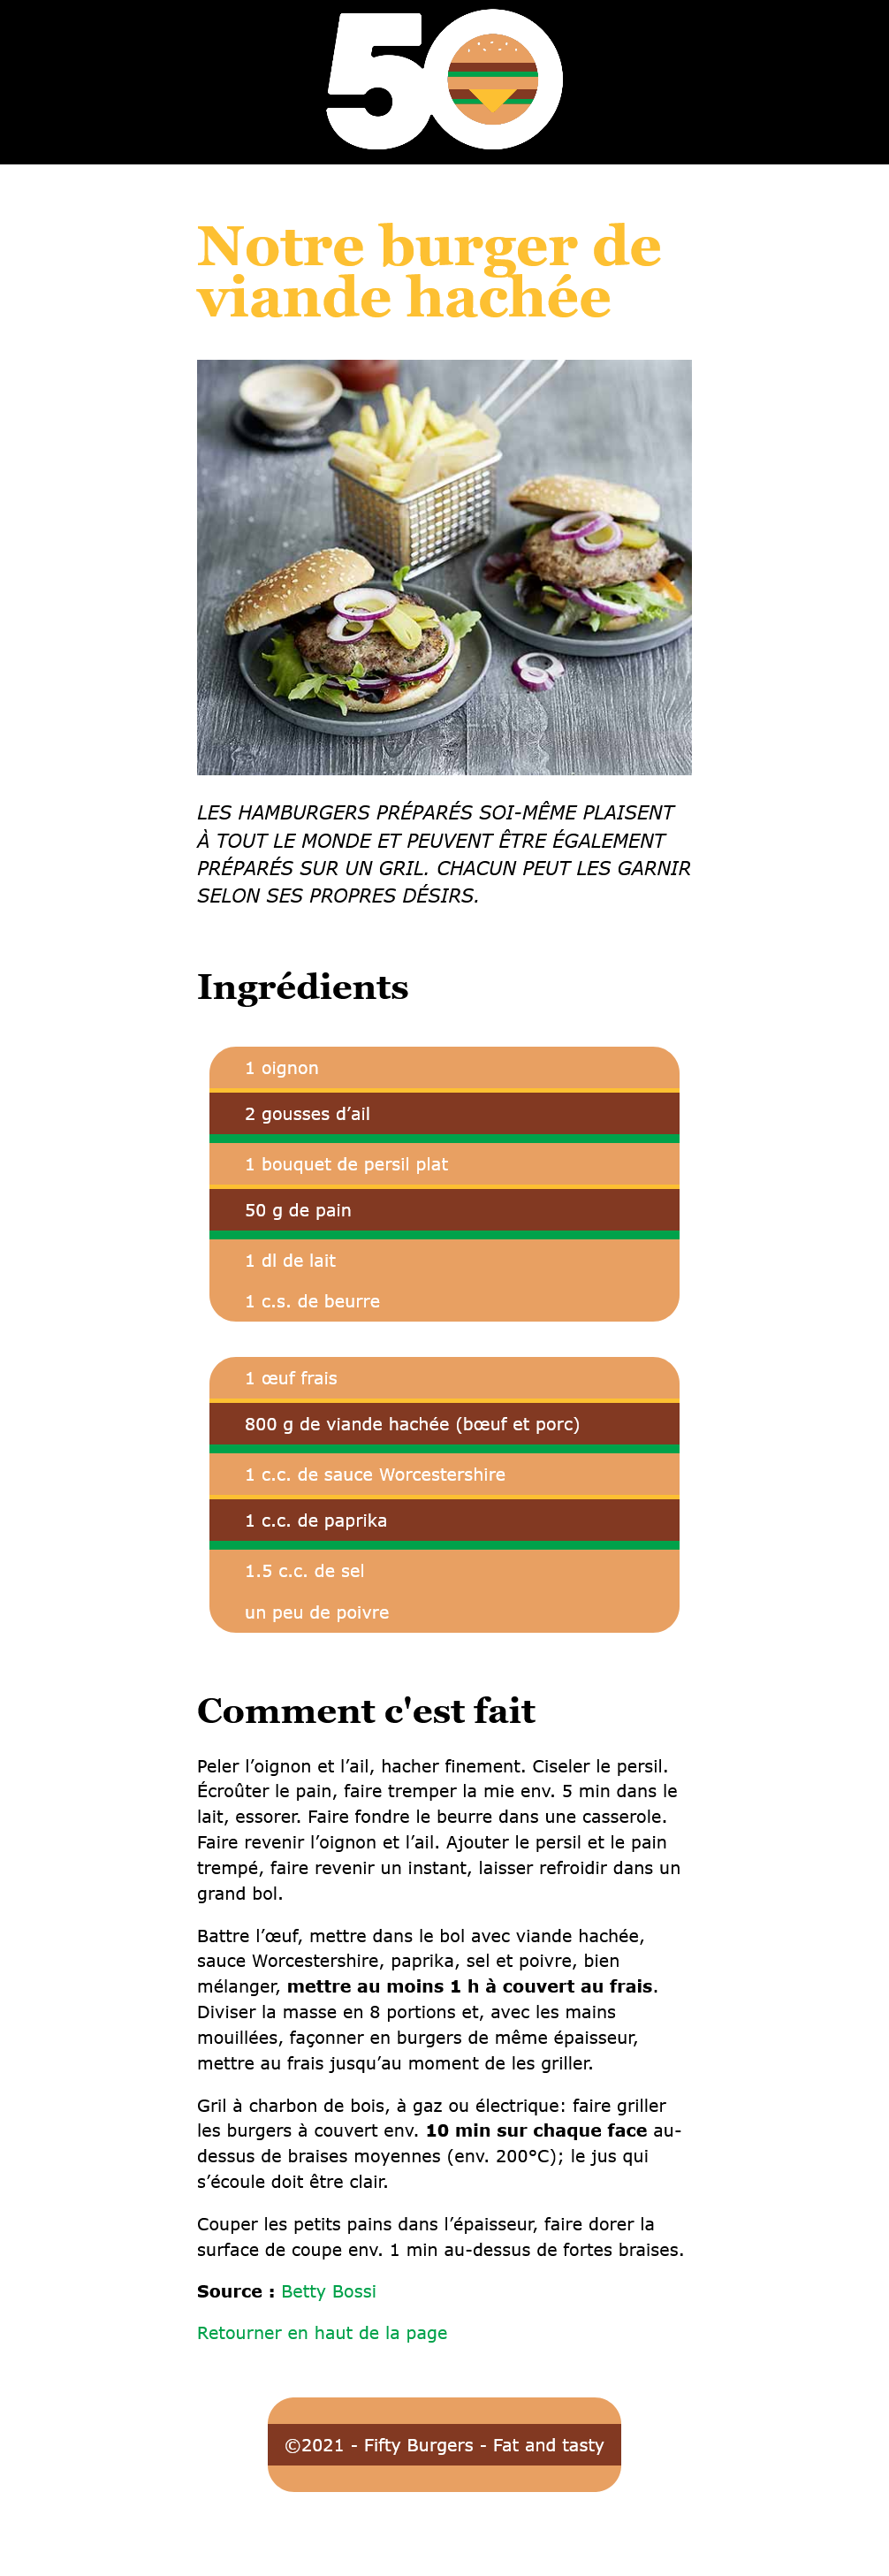 50
Notre burger de
viande hachée
LES HAMBURGERS PRÉPARÉS SOI-MÊME PLAISENT
À TOUT LE MONDE ET PEUVENT ÊTRE ÉGALEMENT
PRÉPARÉS SUR UN GRIL. CHACUN PEUT LES GARNIR
SELON SES PROPRES DÉSIRS.
Ingrédients
1 oignon
2 gousses d’ail
1 bouquet de persil plat
50 g de pain
1 dl de lait
1 c.s. de beurre
1 œuf frais
800 g de viande hachée (bœuf et porc)
1 c.c. de sauce Worcestershire
1 c.c. de paprika
1.5 c.c. de sel
un peu de poivre
Comment c'est fait
Peler l’oignon et l’ail, hacher finement. Ciseler le persil.
Écroûter le pain, faire tremper la mie env. 5 min dans le
lait, essorer. Faire fondre le beurre dans une casserole.
Faire revenir l’oignon et l’ail. Ajouter le persil et le pain
trempé, faire revenir un instant, laisser refroidir dans un
grand bol.
Battre l’œuf, mettre dans le bol avec viande hachée,
sauce Worcestershire, paprika, sel et poivre, bien
mélanger, mettre au moins 1 h à couvert au frais.
Diviser la masse en 8 portions et, avec les mains
mouillées, façonner en burgers de même épaisseur,
mettre au frais jusqu’au moment de les griller.
Gril à charbon de bois, à gaz ou électrique: faire griller
les burgers à couvert env. 10 min sur chaque face au-
dessus de braises moyennes (env. 200°C); le jus qui
s’écoule doit être clair.
Couper les petits pains dans l’épaisseur, faire dorer la
surface de coupe env. 1 min au-dessus de fortes braises.
Source : Betty Bossi
Retourner en haut de la page
©2021 - Fifty Burgers - Fat and tasty